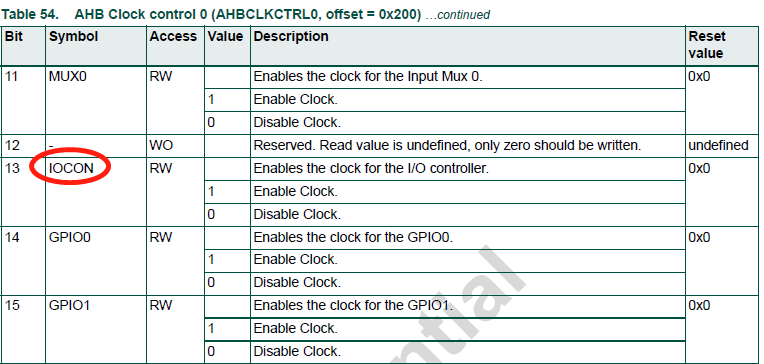 Table 54. AHB Clock control 0 (AHBCLKCTRL0, offset = 0x200) …continued
Bit Symbol Access Value Description Reset value
11 MUX0 RW Enables the clock for the Input Mux 0. 0x0
1 Enable Clock.
0 Disable Clock.
12 - WO Reserved. Read value is undefined, only zero should be written. undefined
13 IOCON RW Enables the clock for the I/O controller. 0x0
1 Enable Clock.
0 Disable Clock.
14 GPIO0 RW Enables the clock for the GPIO0. 0x0
1 Enable Clock.
0 Disable Clock.
15 GPIO1 RW Enables the clock for the GPIO1. 0x0
1 Enable Clock.
0 Disable Clock.
ntial